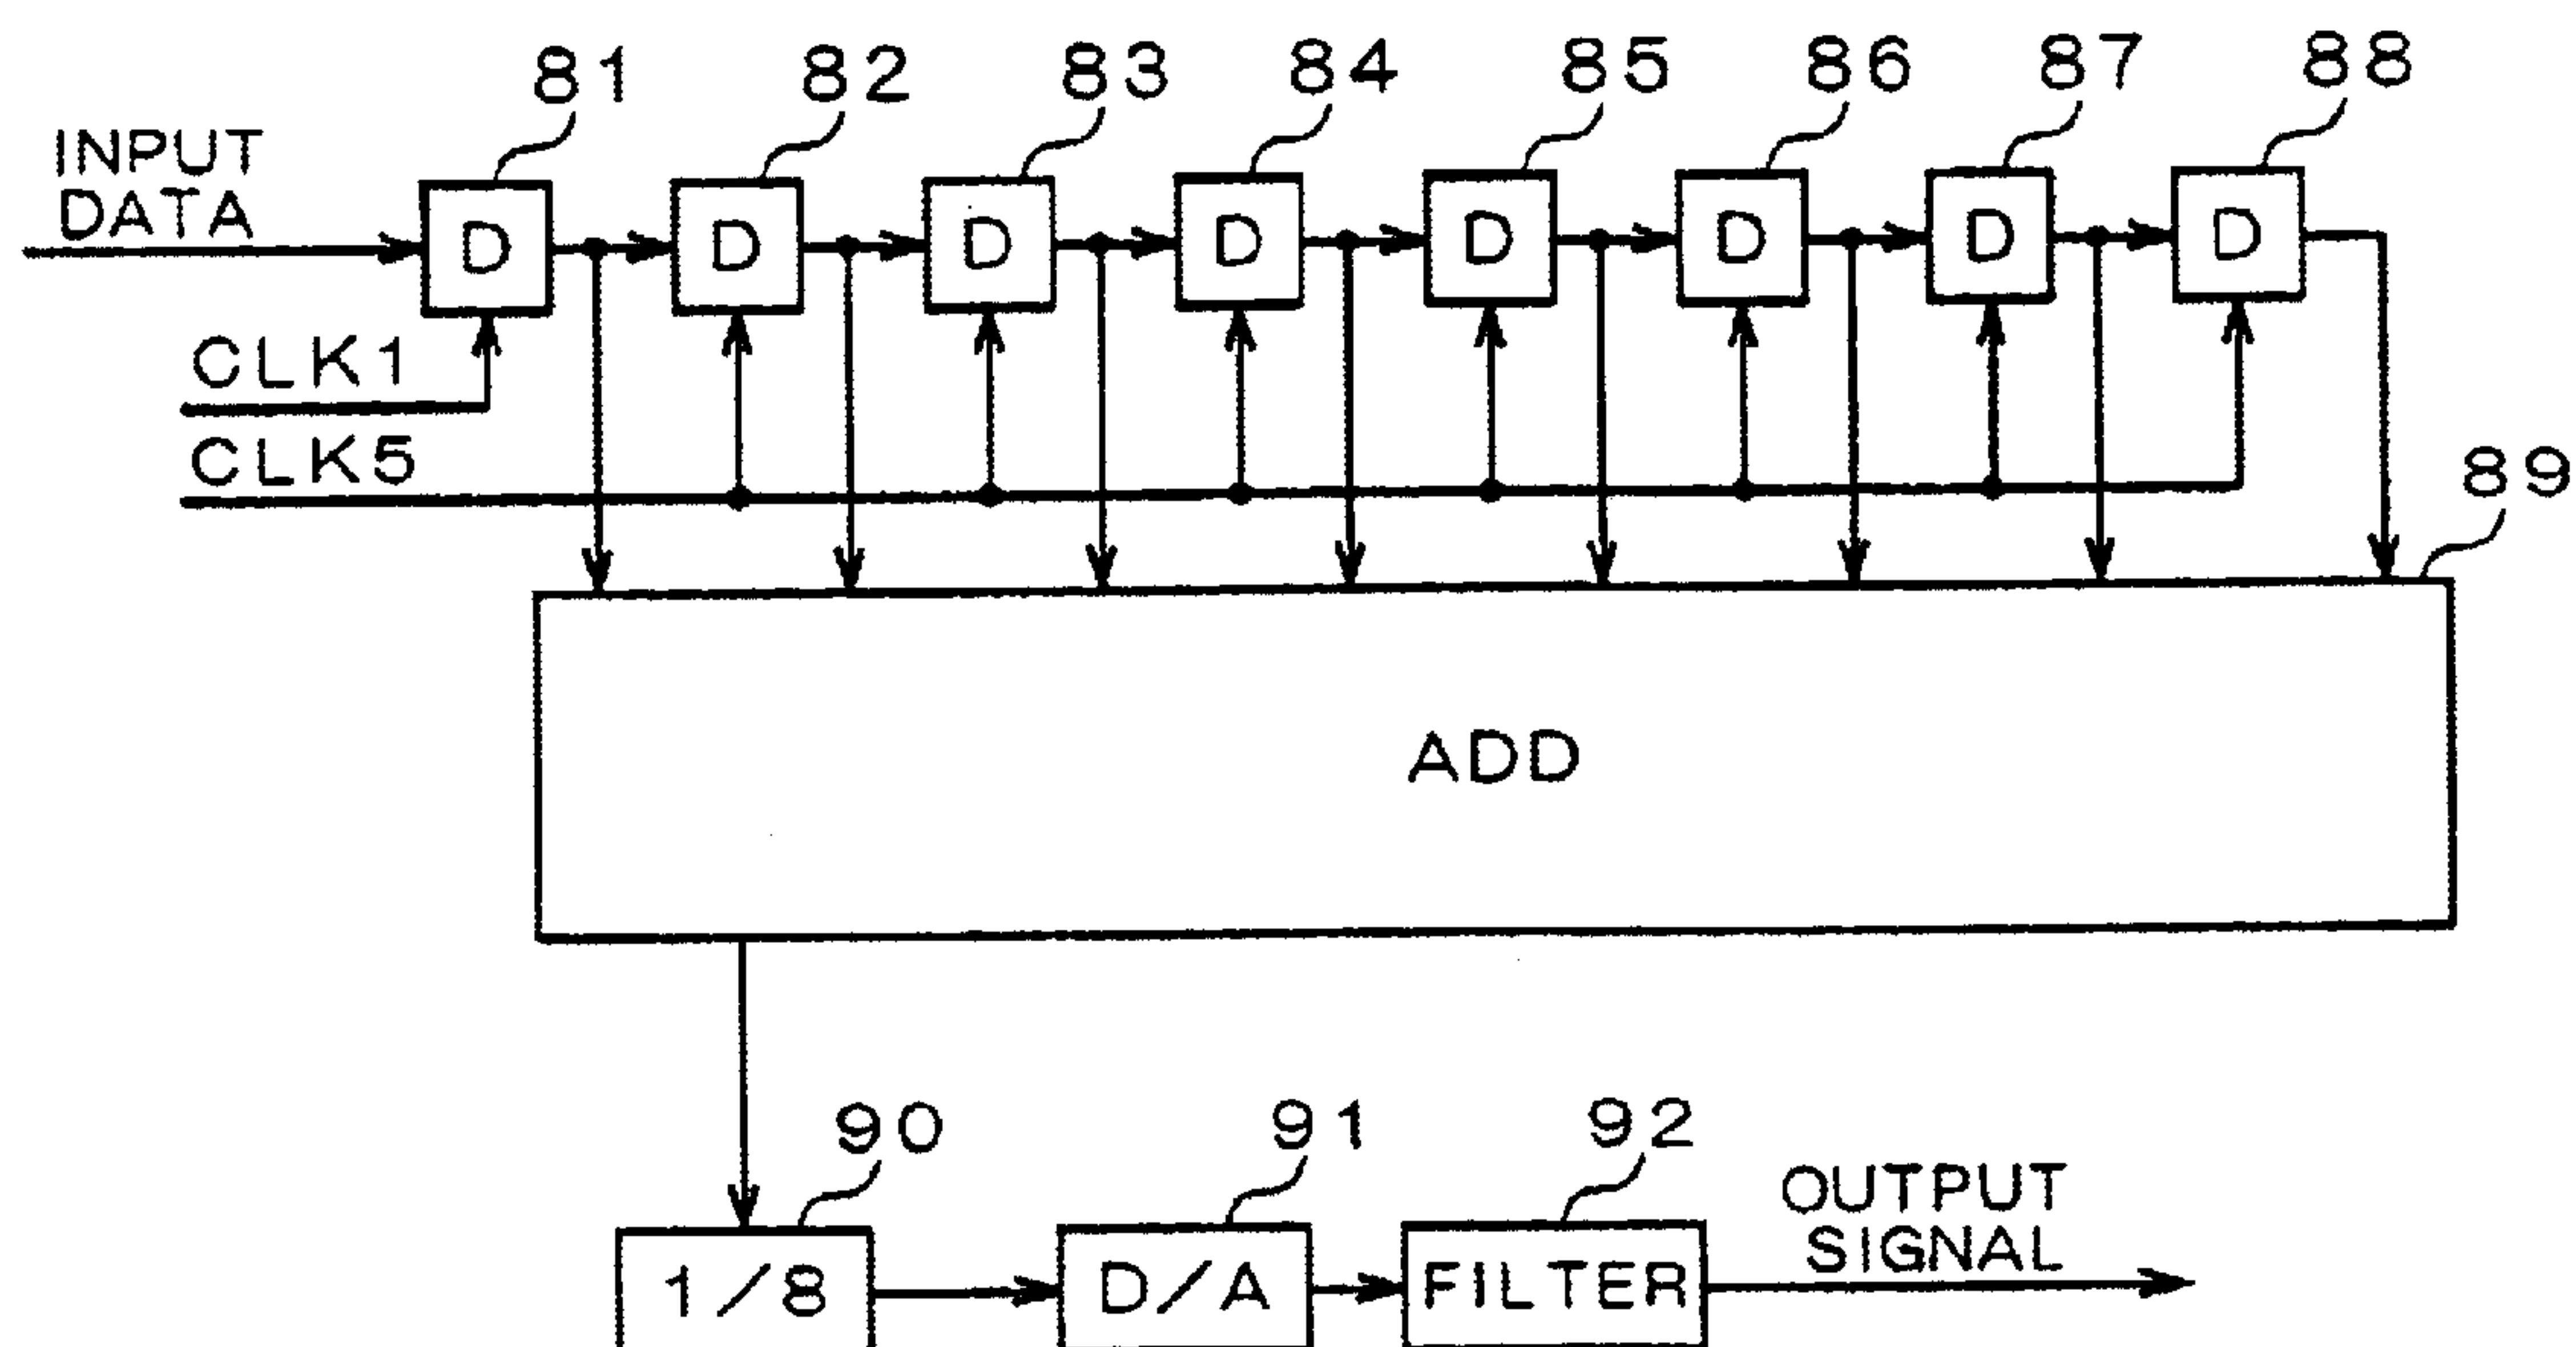 81 82 83 84 85 86 87 88
INPUT
DATA
D D D D D D D D
CLK1
CLK5
89
ADD
90 91 92
OUTPUT
SIGNAL
1/8 D/A FILTER